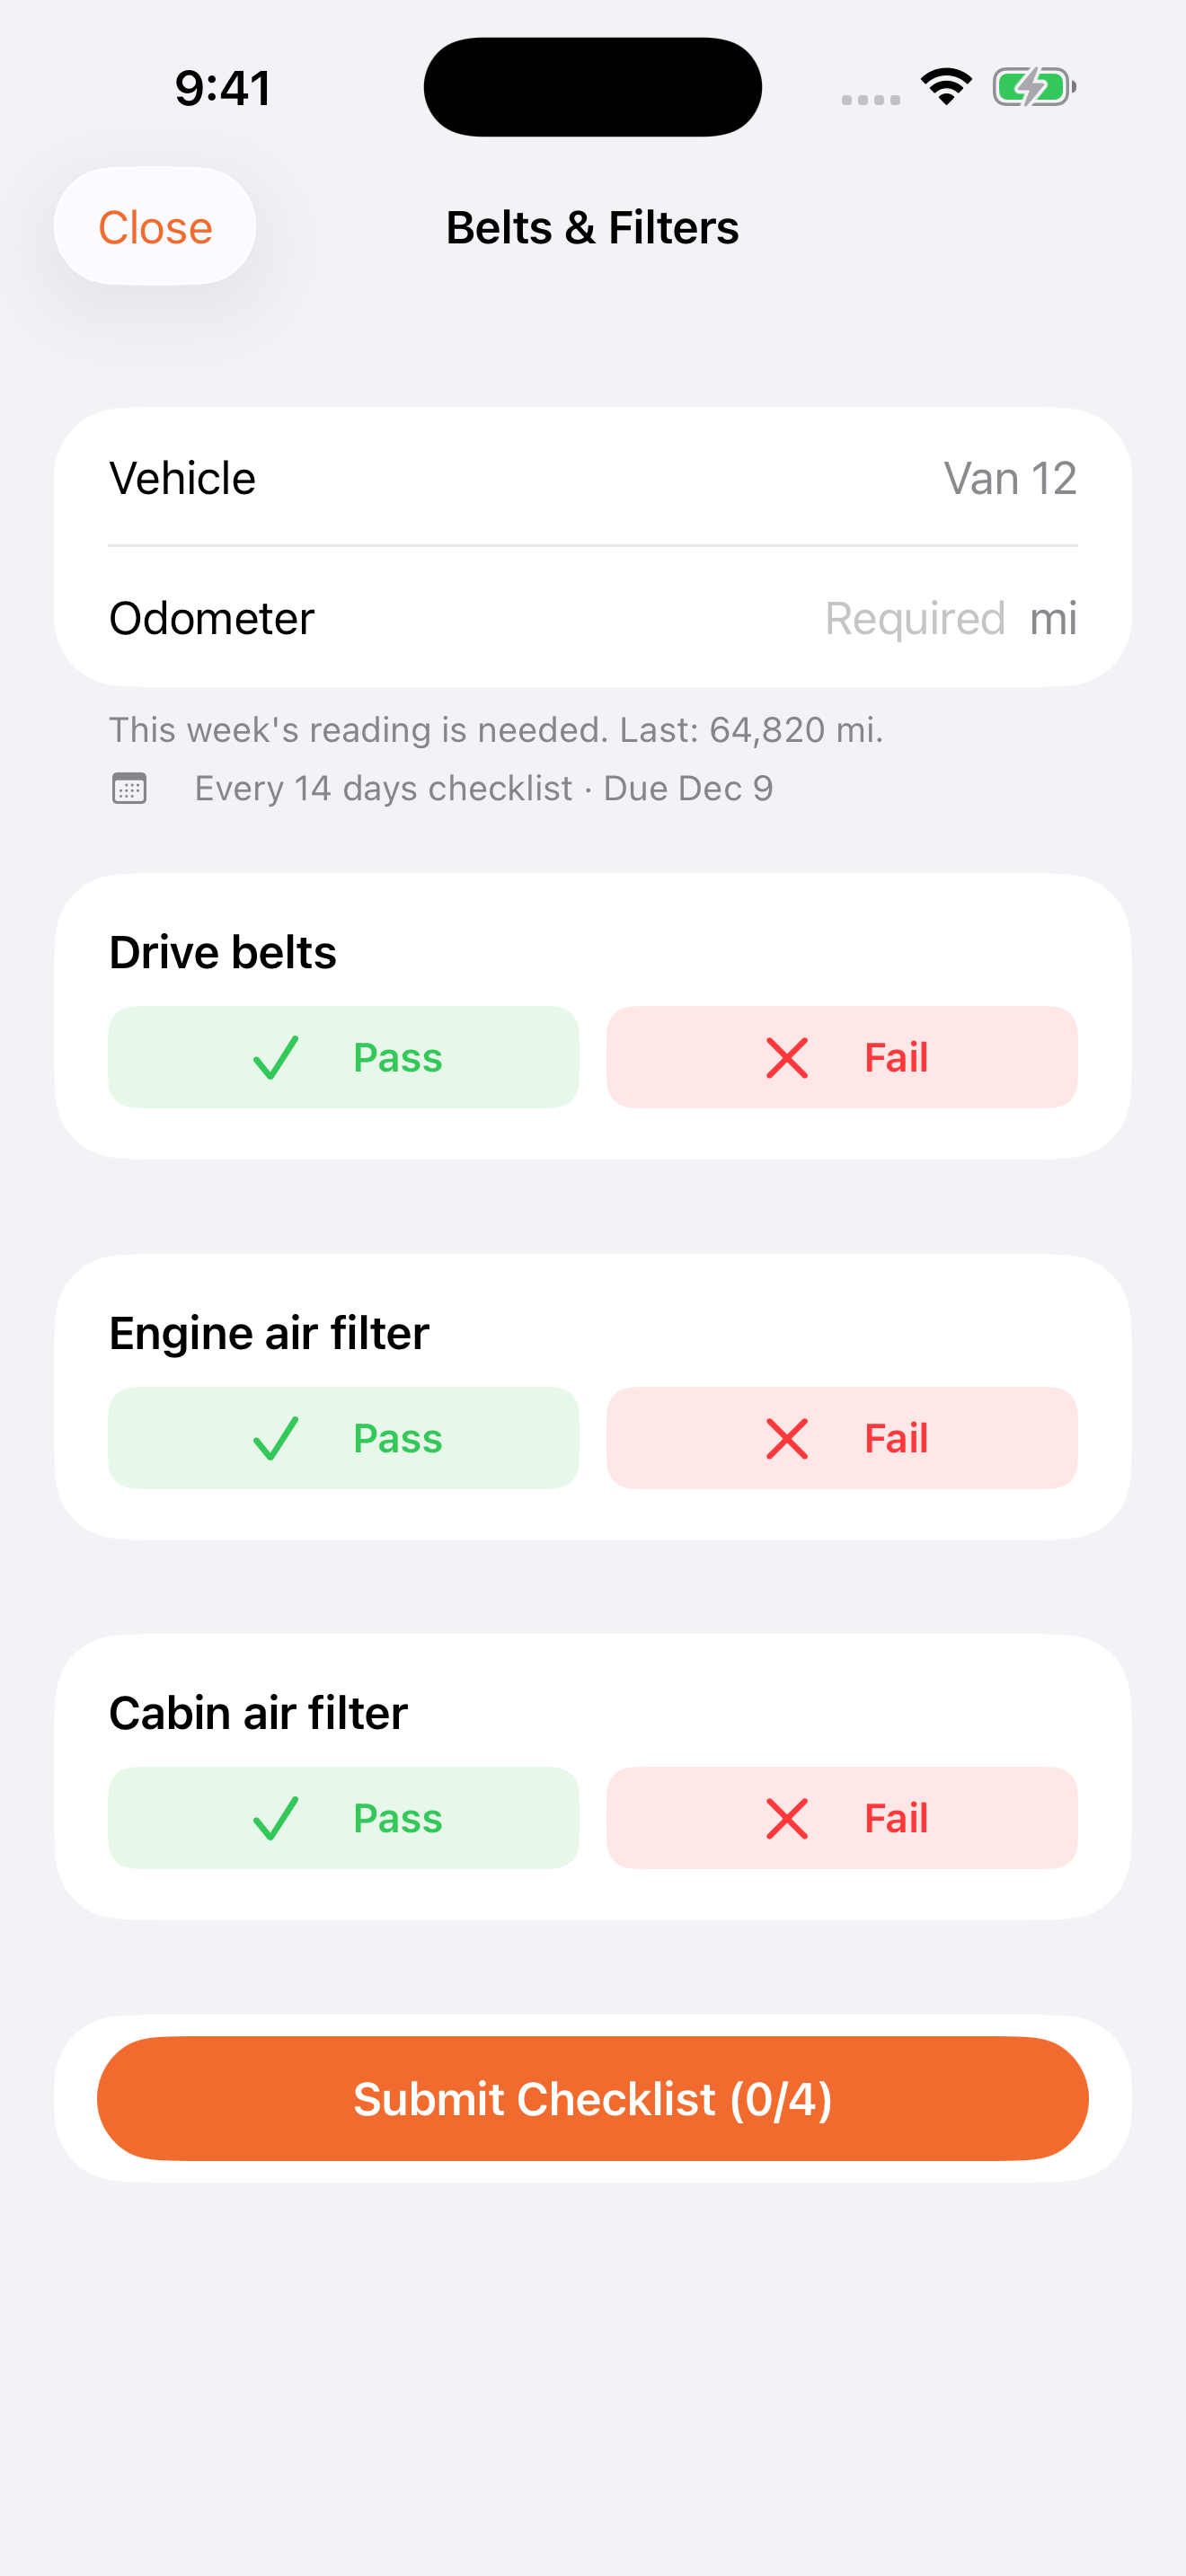 9:41
Close
Belts & Filters
Vehicle Van 12
Odometer Required mi
This week's reading is needed. Last: 64,820 mi.
Every 14 days checklist · Due Dec 9
Drive belts
Pass Fail
Engine air filter
Pass Fail
Cabin air filter
Pass Fail
Submit Checklist (0/4)